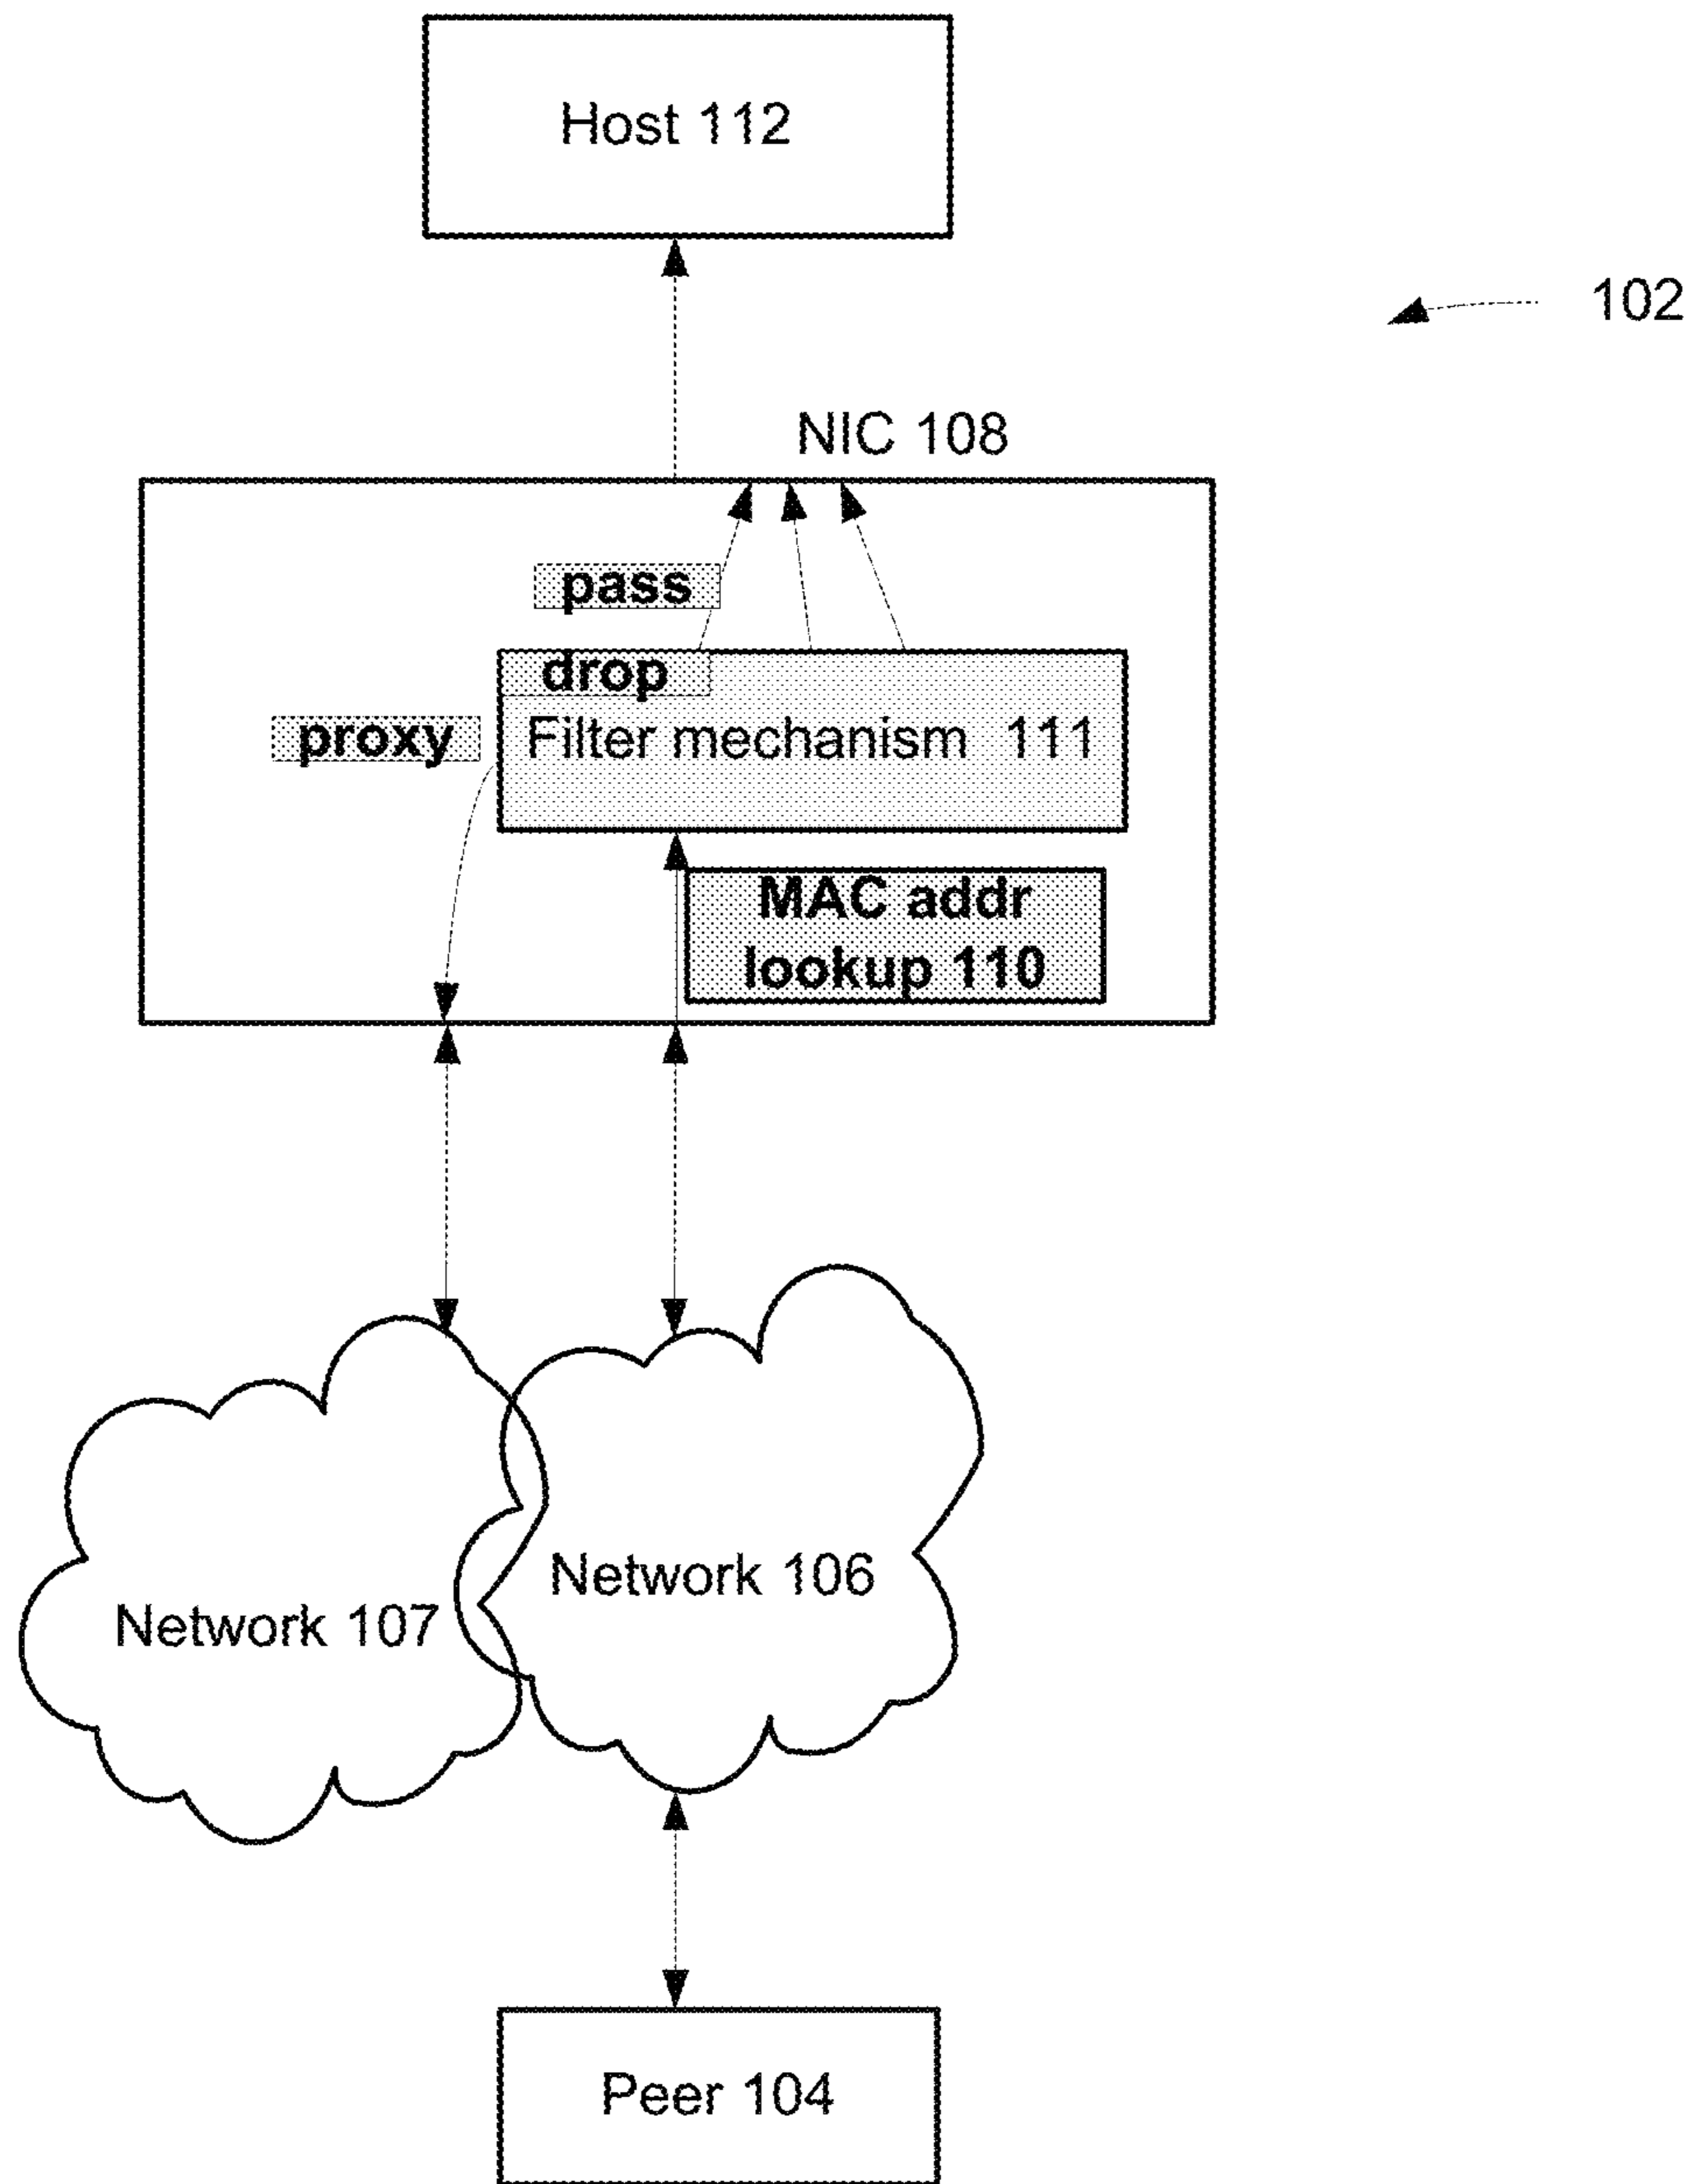 Host 112
102
NIC 108
pass
drop
proxy
Filter mechanism 111
MAC addr
lookup 110
Network 106
Network 107
Peer 104